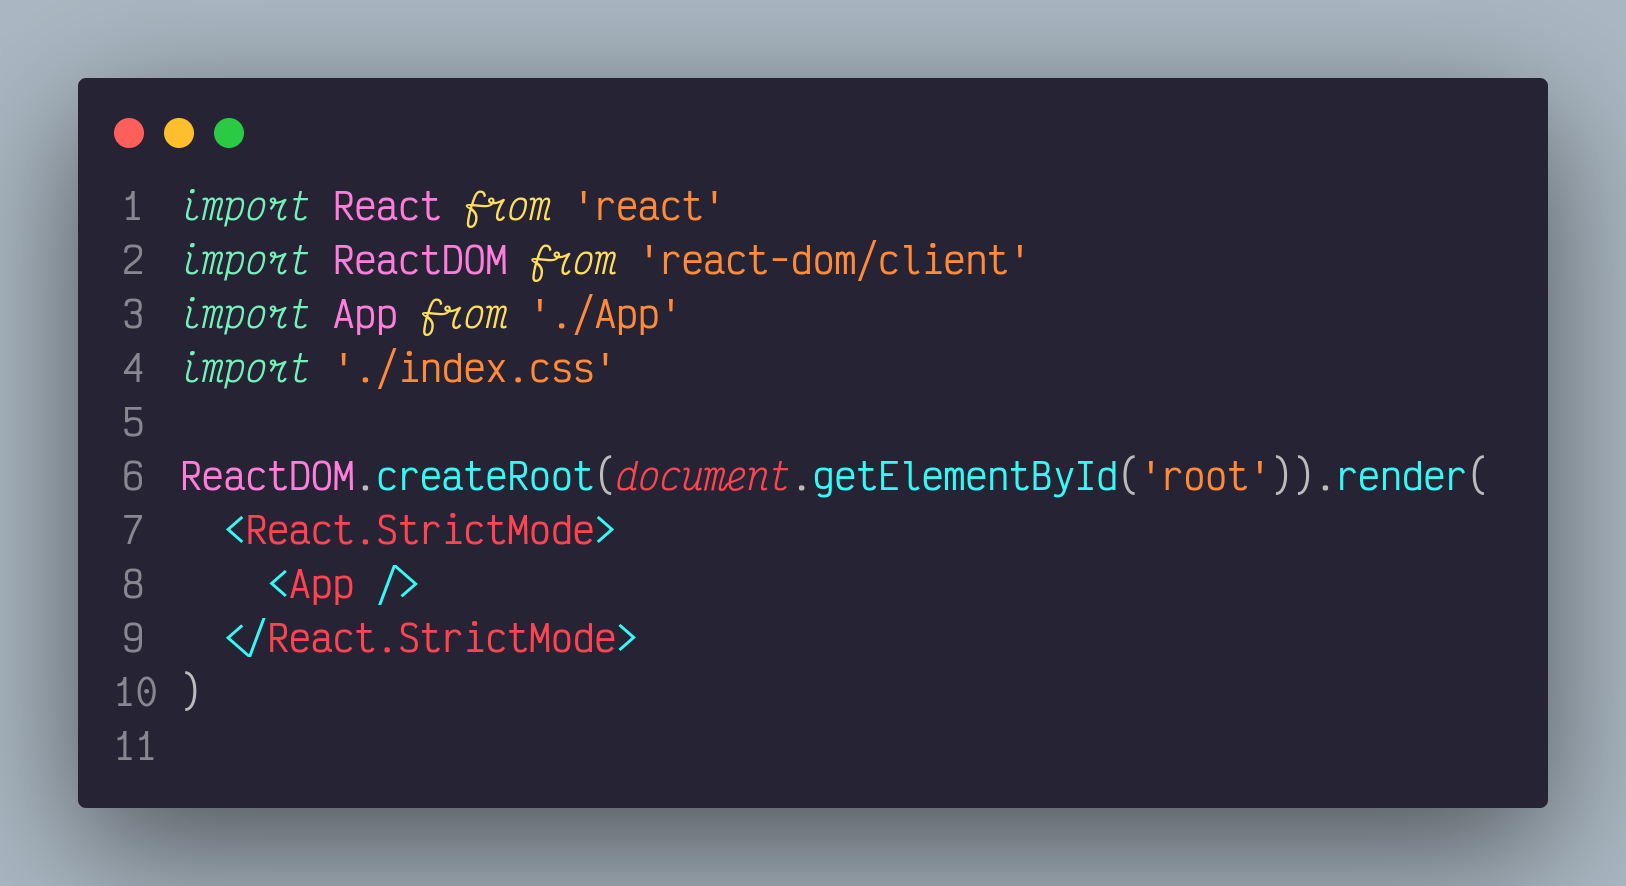 1 import React from 'react'
2 import ReactDOM from 'react-dom/client'
3 import App from './App'
4 import './index.css'
5
6 ReactDOM.createRoot(document.getElementById('root')).render(
7   <React.StrictMode>
8     <App />
9   </React.StrictMode>
10 )
11